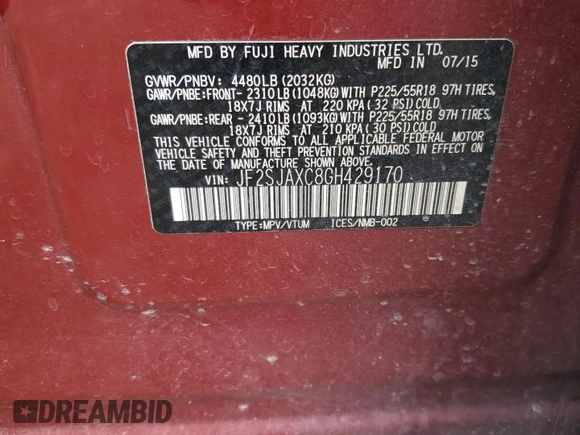 MFD BY FUJI HEAVY INDUSTRIES LTD.
MFD IN 07/15
GVWR/PNBV: 4480LB(2032KG)
GAWR/PNBE:FRONT- 2310LB(1048KG)WITH P225/55R18 97H TIRES,
18X7J RIMS AT 220 KPA( 32 PSI)COLD.
GAWR/PNBE:REAR - 2410LB(1093KG)WITH P225/55R18 97H TIRES,
18X7J RIMS AT 210 KPA( 30 PSI)COLD.
THIS VEHICLE CONFORMS TO ALL APPLICABLE FEDERAL MOTOR
VEHICLE SAFETY AND THEFT PREVENTION STANDARDS IN EFFECT ON
THE DATE OF MANUFACTURE SHOWN ABOVE.
VIN: JF2SJAXC8GH429170
TYPE:MPV/VTUM ICES/NMB-002
DREAMBID